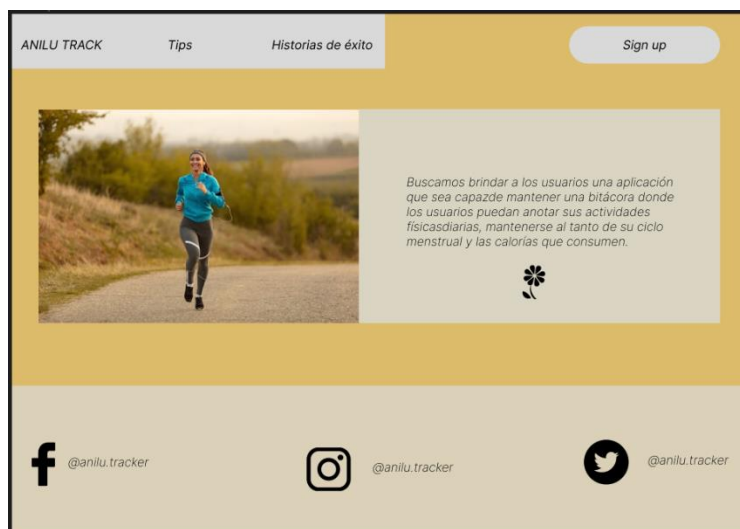 ANILU TRACK Tips Historias de éxito Sign up
Buscamos brindar a los usuarios una aplicación
que sea capazde mantener una bitácora donde
los usuarios puedan anotar sus actividades
físicasdiarias, mantenerse al tanto de su ciclo
menstrual y las calorías que consumen.
@anilu.tracker @anilu.tracker @anilu.tracker